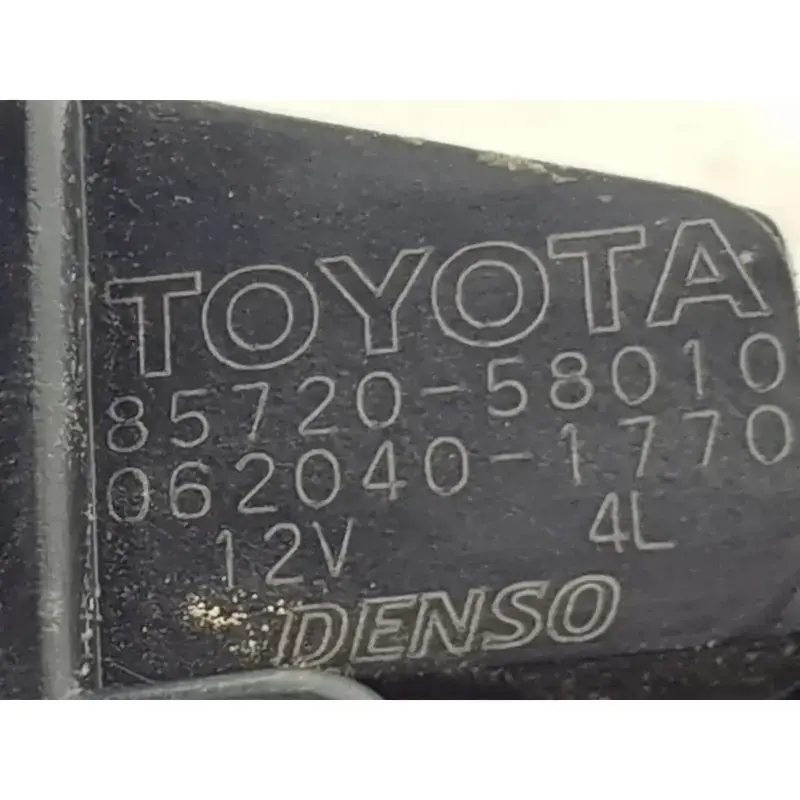 TOYOTA
85720-58010
062040-1770
12V 4L
DENSO